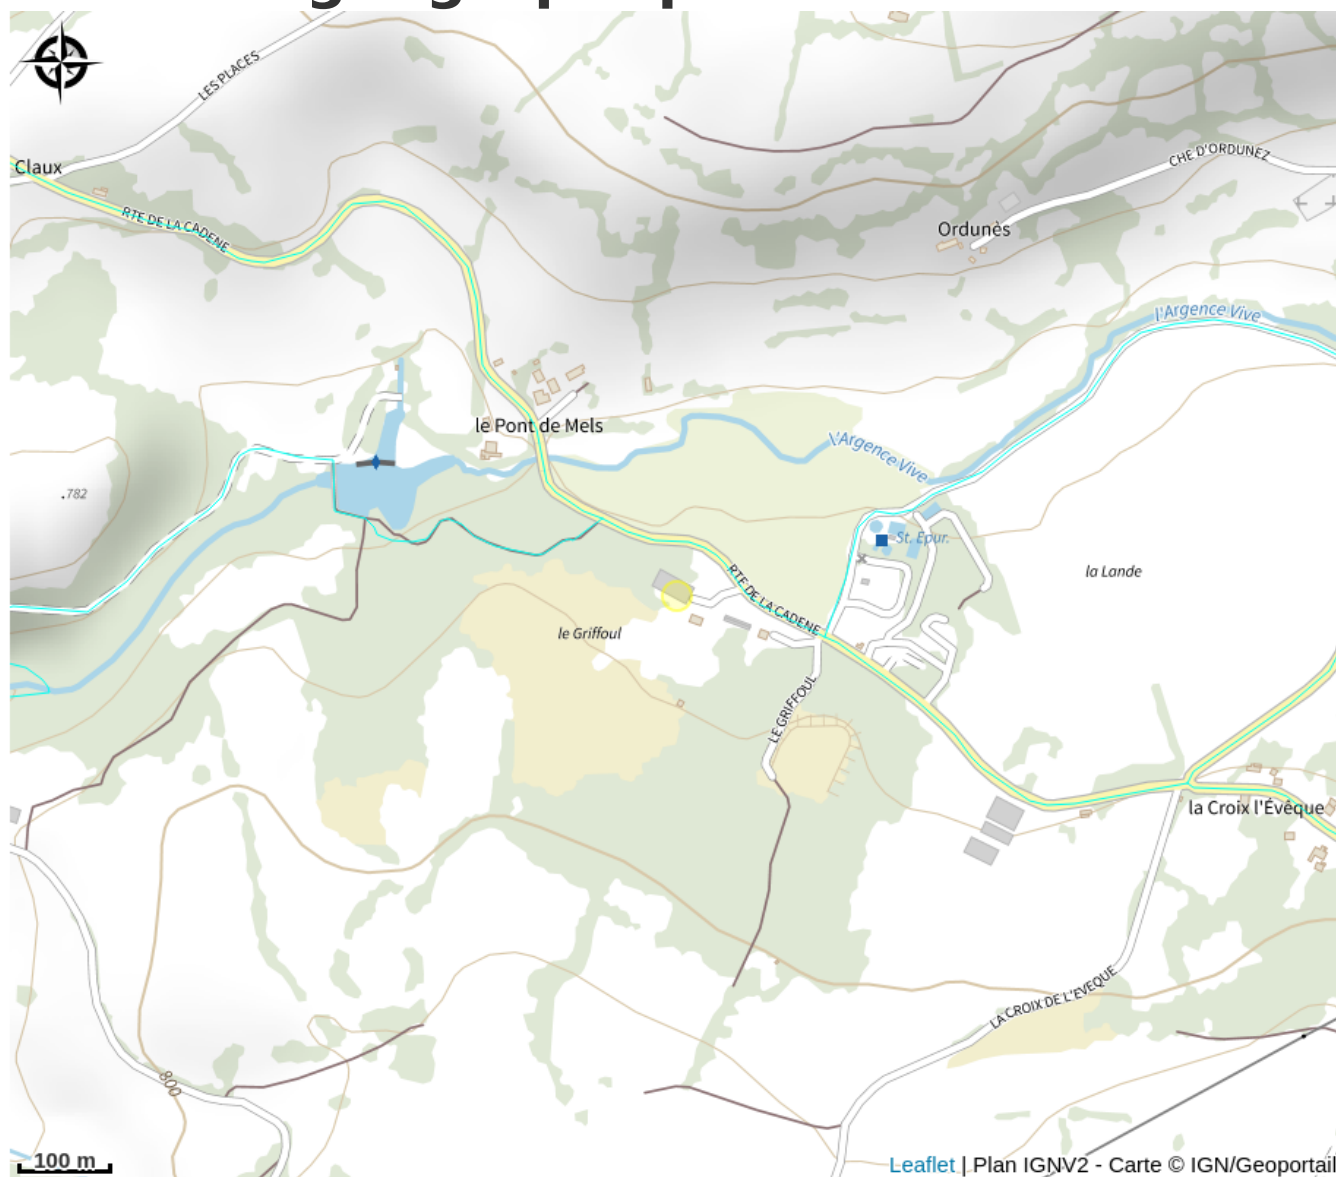 LES PLACES
Claux
RTE DE LA CADENE
CHE D'ORDUNEZ
Ordunès
l'Argence Vive
le Pont de Mels
l'Argence Vive
.782
St. Epur.
la Lande
RTE DE LA CADENE
le Griffoul
LE GRIFFOUL
la Croix l'Évêque
LA CROIX DE L'EVEQUE
800
100 m
Leaflet | Plan IGNV2 - Carte © IGN/Geoportail